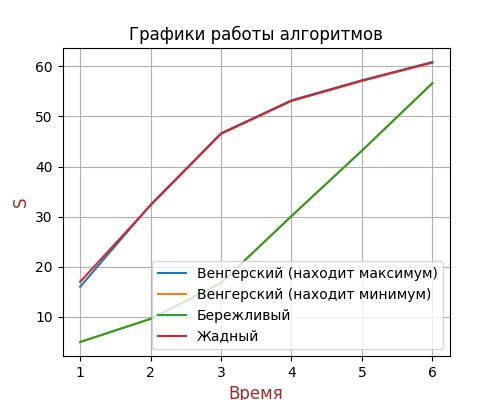 Графики работы алгоритмов
60
50
40
30
20
10
S
Венгерский (находит максимум)
Венгерский (находит минимум)
Бережливый
Жадный
1 2 3 4 5 6
Время